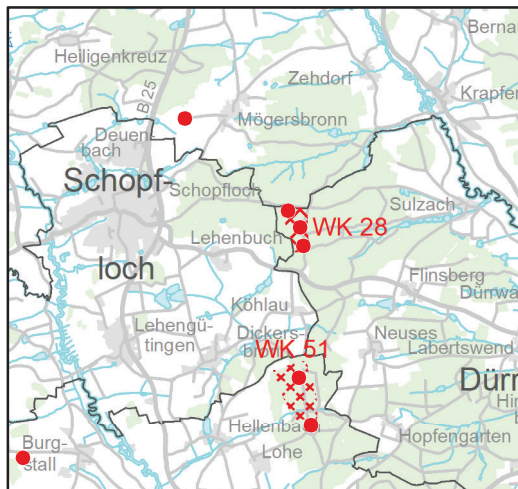 Bernau
Heiligenkreuz
Zehdorf
Krapfen
B 25
Mögersbronn
Deuen-
bach
Schopf-
Schopfloch
Sulzach
WK 28
Lehenbuch
loch
Flinsberg
Dürrwa
Köhlau
Lehengü-
tingen
Dickers-
bronn
Neuses
Labertswend
WK 51
Dürr
Hellenbach
Hopfengarten
Burg-
stall
Lohe